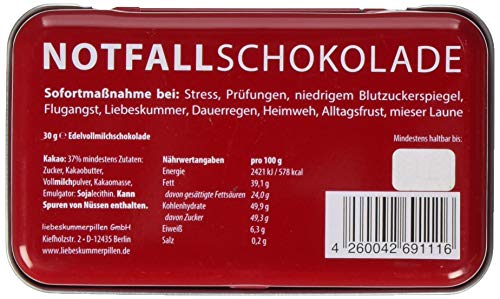 NOTFALLSCHOKOLADE
Sofortmaßnahme bei: Stress, Prüfungen, niedrigem Blutzuckerspiegel,
Flugangst, Liebeskummer, Dauerregen, Heimweh, Alltagsfrust, mieser Laune
30 g ℮ Edelvollmilchschokolade
Mindestens haltbar bis:
Kakao: 37% mindestens Zutaten:
Zucker, Kakaobutter,
Vollmilchpulver, Kakaomasse,
Emulgator: Sojalecithin. Kann
Spuren von Nüssen enthalten.
liebeskummerpillen GmbH
Kiefholzstr. 2 - D-12435 Berlin
www.liebeskummerpillen.de
Nährwertangaben pro 100 g
Energie 2421 kJ / 578 kcal
Fett 39,1 g
davon gesättigte Fettsäuren 24,0 g
Kohlenhydrate 49,9 g
davon Zucker 49,3 g
Eiweiß 6,3 g
Salz 0,2 g
4 260042 691116